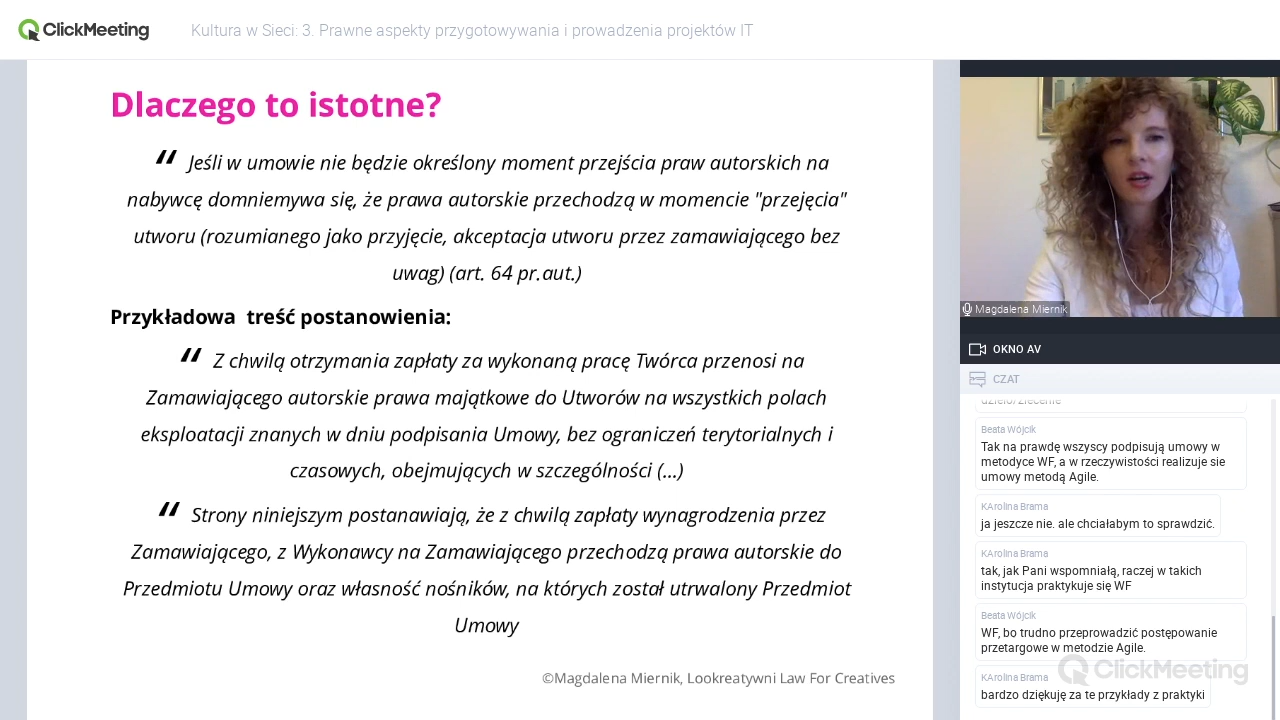 ClickMeeting
Kultura w Sieci: 3. Prawne aspekty przygotowywania i prowadzenia projektów IT
Dlaczego to istotne?
“ Jeśli w umowie nie będzie określony moment przejścia praw autorskich na
nabywcę domniemywa się, że prawa autorskie przechodzą w momencie "przejęcia"
utworu (rozumianego jako przyjęcie, akceptacja utworu przez zamawiającego bez
uwag) (art. 64 pr.aut.)
Przykładowa treść postanowienia:
“ Z chwilą otrzymania zapłaty za wykonaną pracę Twórca przenosi na
Zamawiającego autorskie prawa majątkowe do Utworów na wszystkich polach
eksploatacji znanych w dniu podpisania Umowy, bez ograniczeń terytorialnych i
czasowych, obejmujących w szczególności (...)
“ Strony niniejszym postanawiają, że z chwilą zapłaty wynagrodzenia przez
Zamawiającego, z Wykonawcy na Zamawiającego przechodzą prawa autorskie do
Przedmiotu Umowy oraz własność nośników, na których został utrwalony Przedmiot
Umowy
©Magdalena Miernik, Lookreatywni Law For Creatives
Magdalena Miernik
OKNO AV
CZAT
dzieło/zlecenie
Beata Wójcik
Tak na prawdę wszyscy podpisują umowy w
metodyce WF, a w rzeczywistości realizuje sie
umowy metodą Agile.
KArolina Brama
ja jeszcze nie. ale chciałabym to sprawdzić.
KArolina Brama
tak, jak Pani wspomniałą, raczej w takich
instytucja praktykuje się WF
Beata Wójcik
WF, bo trudno przeprowadzić postępowanie
przetargowe w metodzie Agile.
KArolina Brama
bardzo dziękuję za te przykłady z praktyki
ClickMeeting